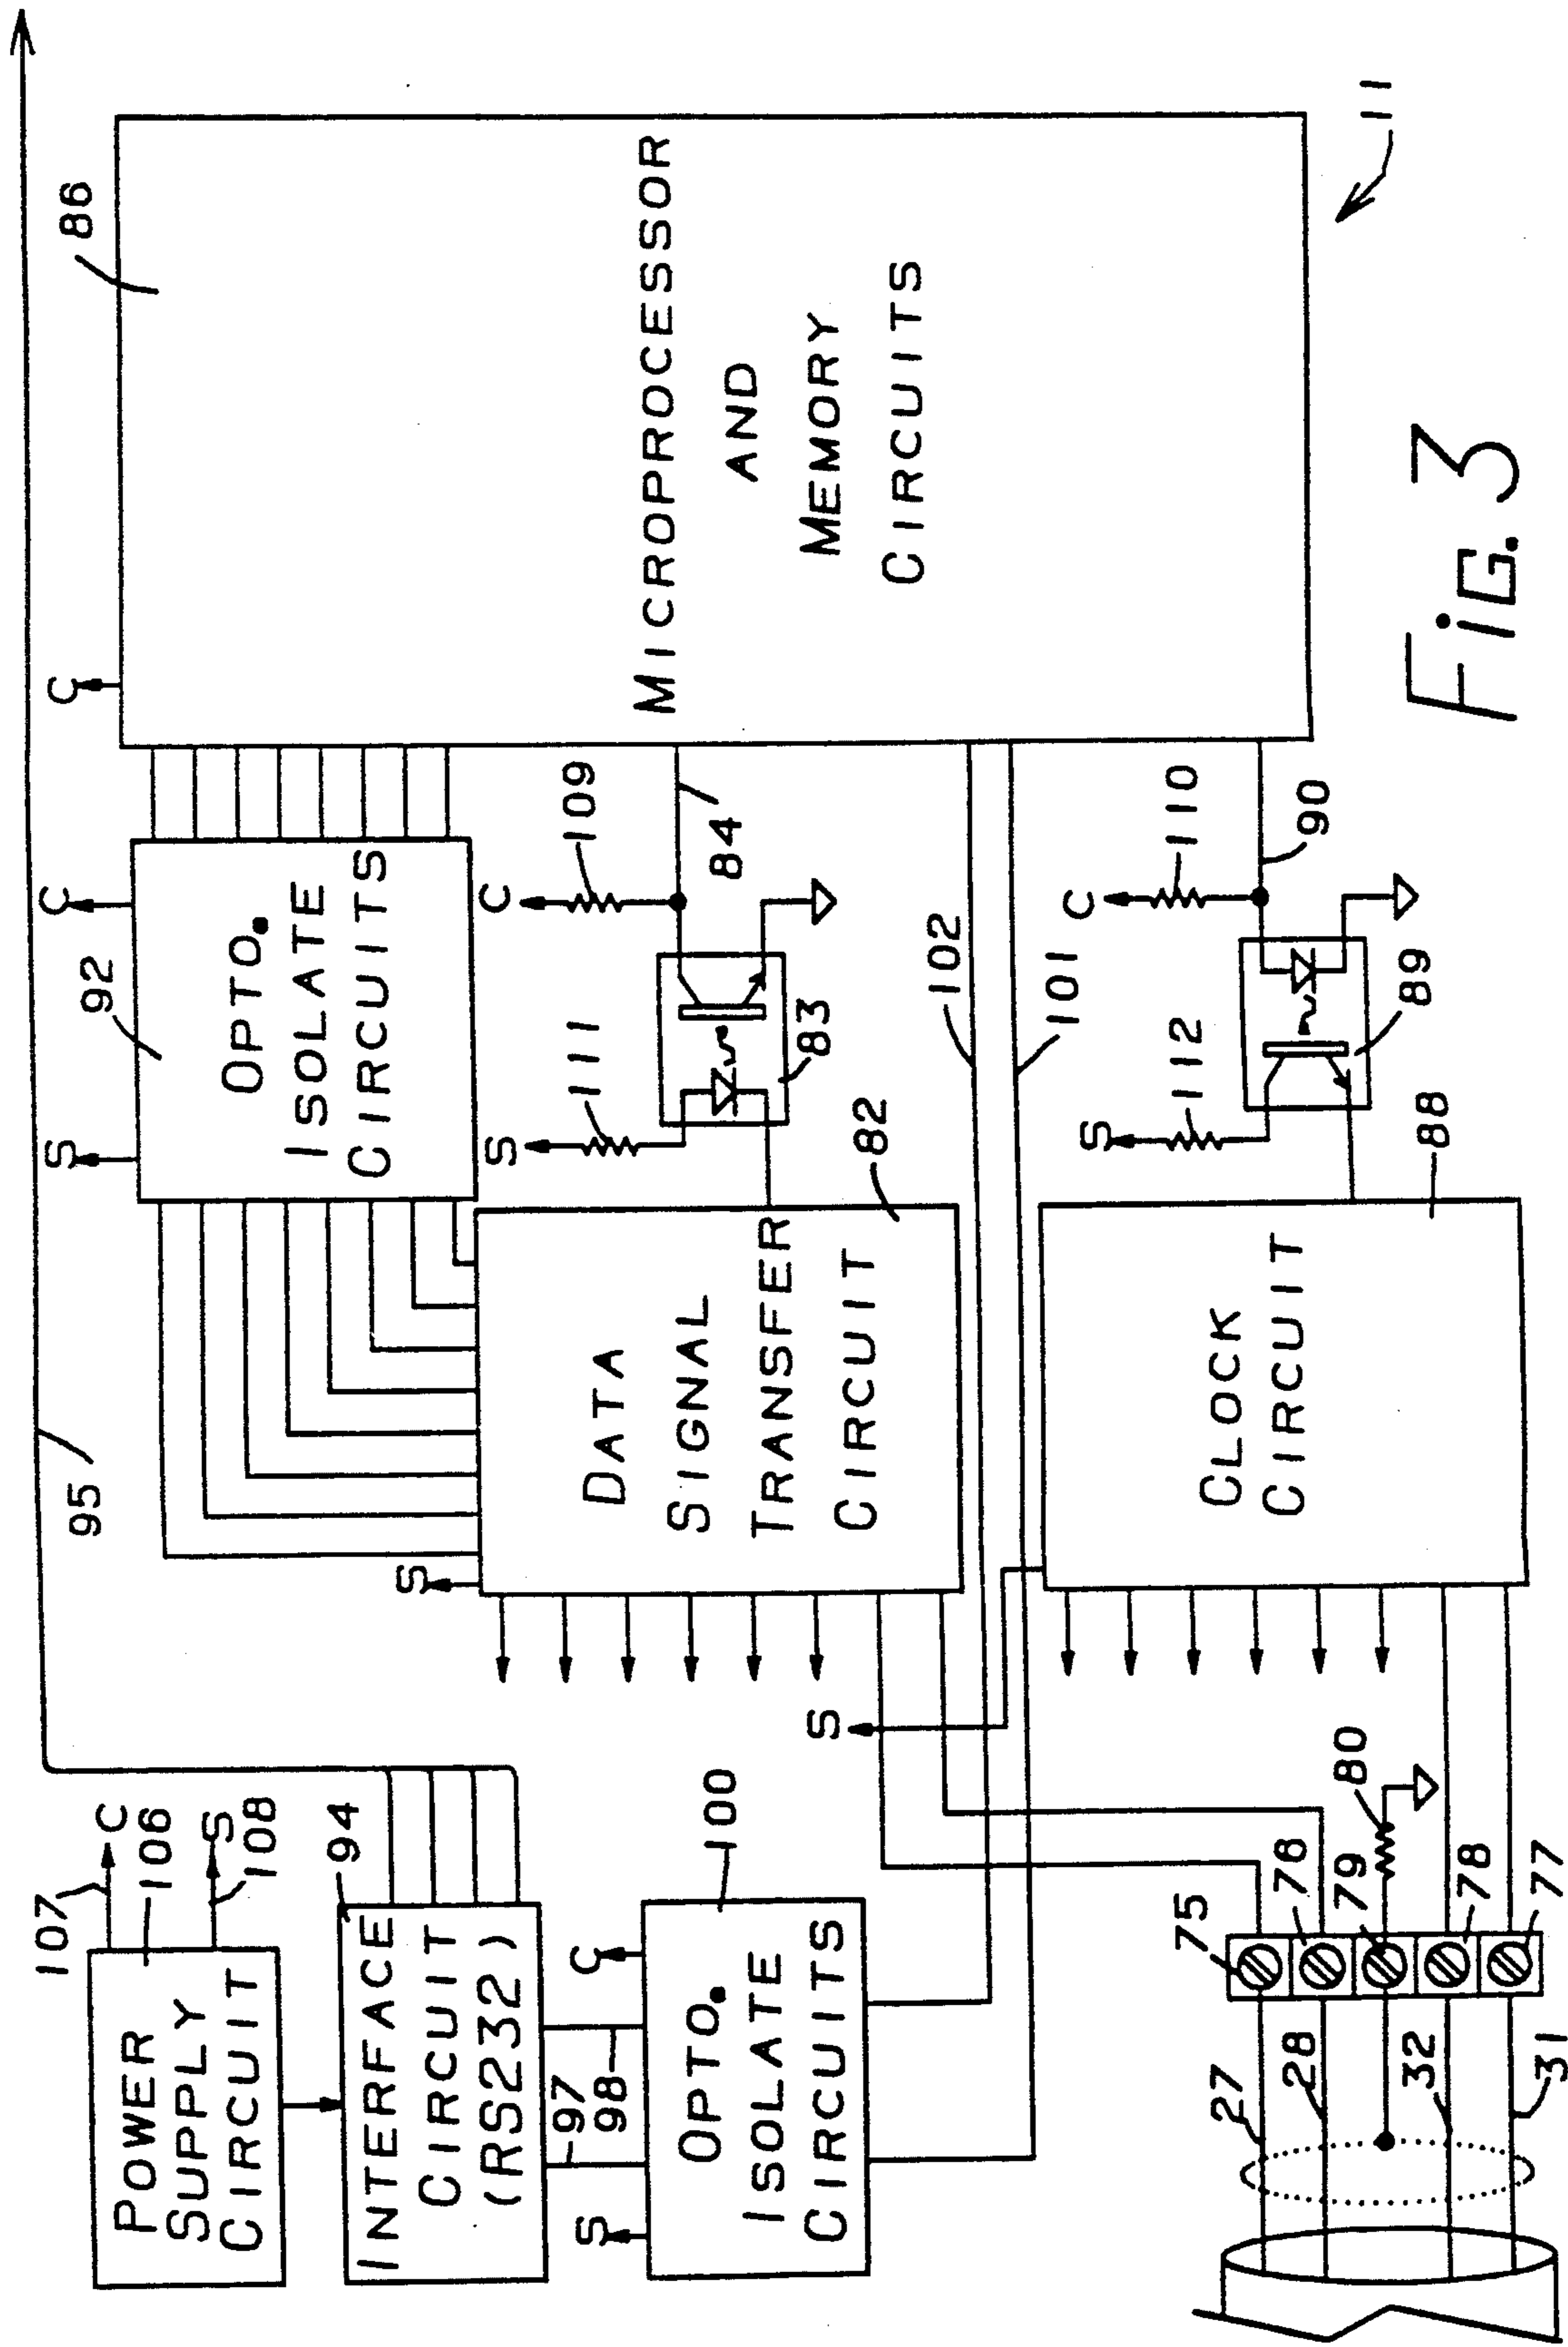 107
C
106
S
108
POWER
SUPPLY
CIRCUIT
95
S
92
C
OPTO.
ISOLATE
CIRCUITS
C
86
94
INTERFACE
CIRCUIT
(RS232)
97
98
S
DATA
SIGNAL
TRANSFER
CIRCUIT
82
S
111
83
C
109
84
MICROPROCESSOR
AND
MEMORY
CIRCUITS
S
C
100
OPTO.
ISOLATE
CIRCUITS
S
102
101
75
76
79
80
78
77
27
28
32
31
CLOCK
CIRCUIT
88
S
112
89
C
110
90
11
FIG. 3